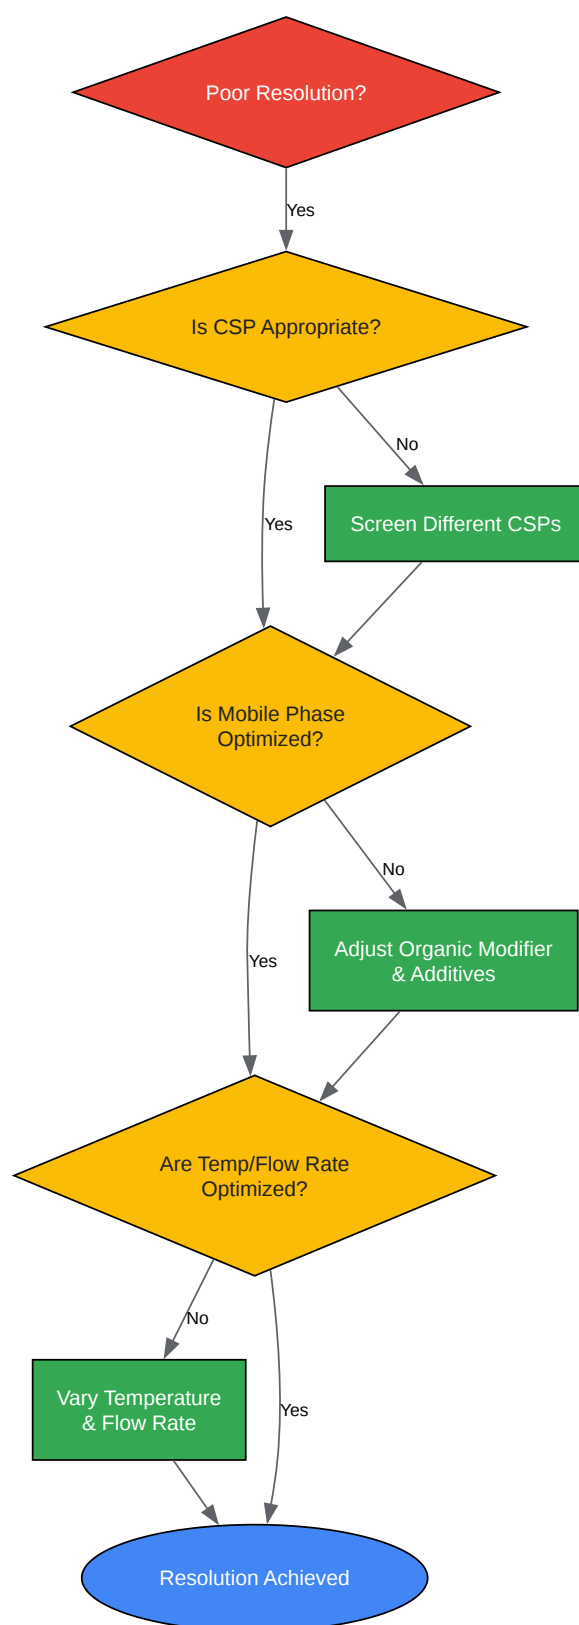 Poor Resolution?
Yes
Is CSP Appropriate?
No
Yes
Screen Different CSPs
Is Mobile Phase
Optimized?
No
Yes
Adjust Organic Modifier
& Additives
Are Temp/Flow Rate
Optimized?
No
Yes
Vary Temperature
& Flow Rate
Resolution Achieved